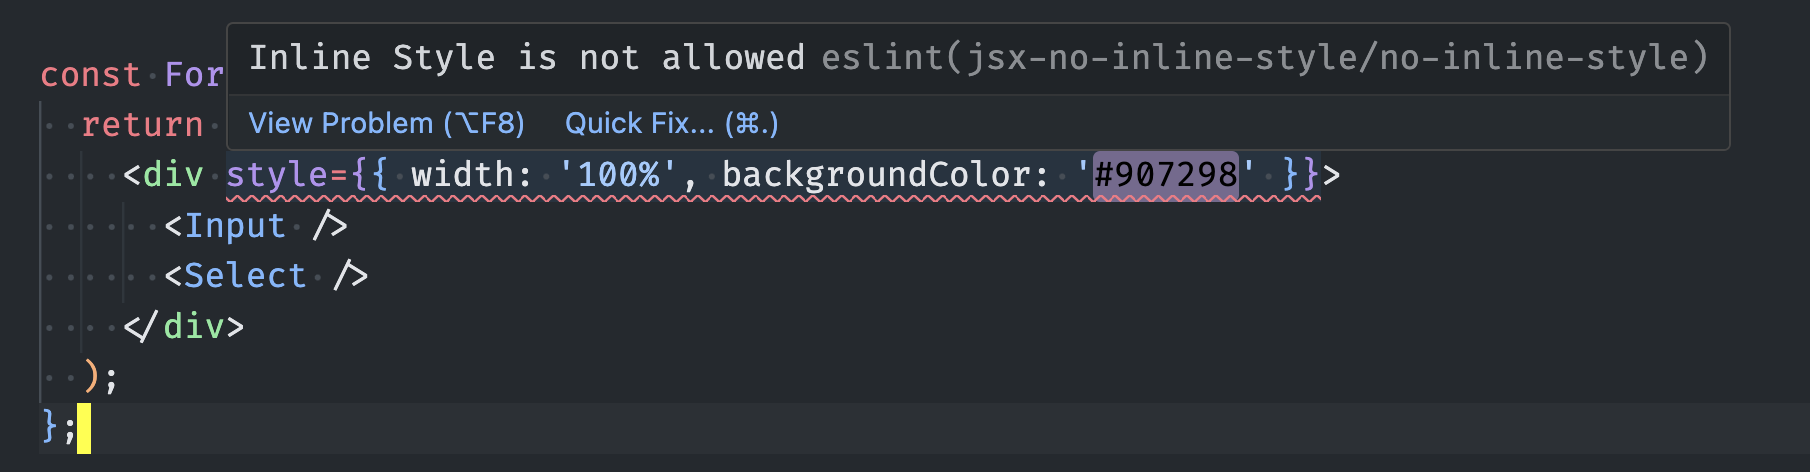 Inline Style is not allowed eslint(jsx-no-inline-style/no-inline-style)
View Problem (⌥F8) Quick Fix... (⌘.)
const For
return
<div style={{ width: '100%', backgroundColor: '#907298' }}>
<Input />
<Select />
</div>
);
};